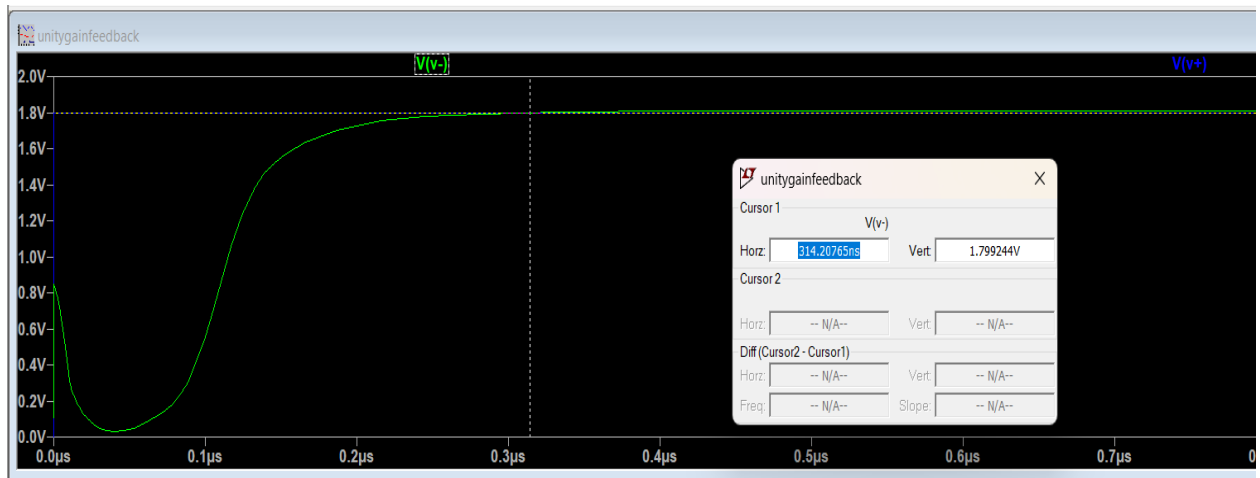 unitygainfeedback
V(v-) V(v+)
2.0V
1.8V
1.6V
1.4V
1.2V
1.0V
0.8V
0.6V
0.4V
0.2V
0.0V
0.0µs 0.1µs 0.2µs 0.3µs 0.4µs 0.5µs 0.6µs 0.7µs 0
unitygainfeedback X
Cursor 1
V(v-)
Horz: 314.20765ns Vert: 1.799244V
Cursor 2
Horz: -- N/A-- Vert: -- N/A--
Diff (Cursor2 - Cursor1)
Horz: -- N/A-- Vert: -- N/A--
Freq: -- N/A-- Slope: -- N/A--